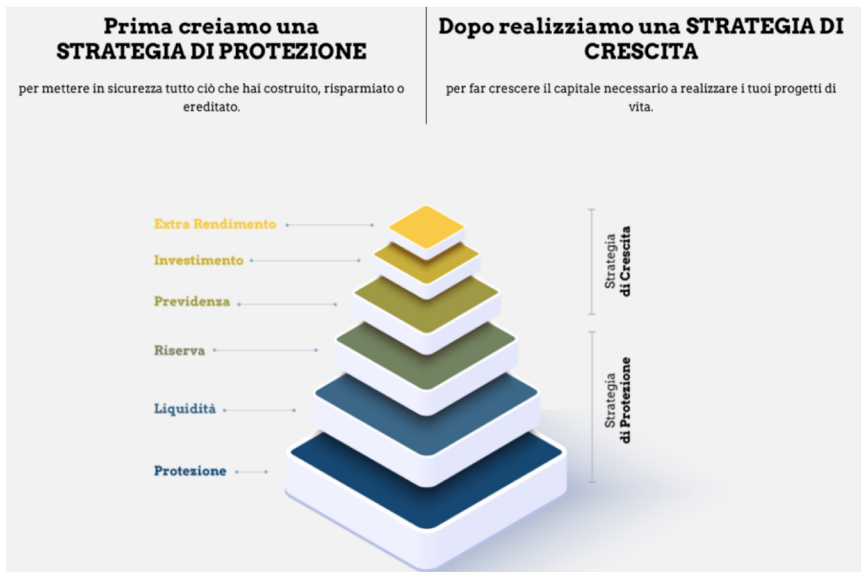 Prima creiamo una
STRATEGIA DI PROTEZIONE
per mettere in sicurezza tutto ciò che hai costruito, risparmiato o
ereditato.
Dopo realizziamo una STRATEGIA DI
CRESCITA
per far crescere il capitale necessario a realizzare i tuoi progetti di
vita.
Extra Rendimento
Investimento
Previdenza
Riserva
Liquidità
Protezione
Strategia
di Crescita
Strategia
di Protezione